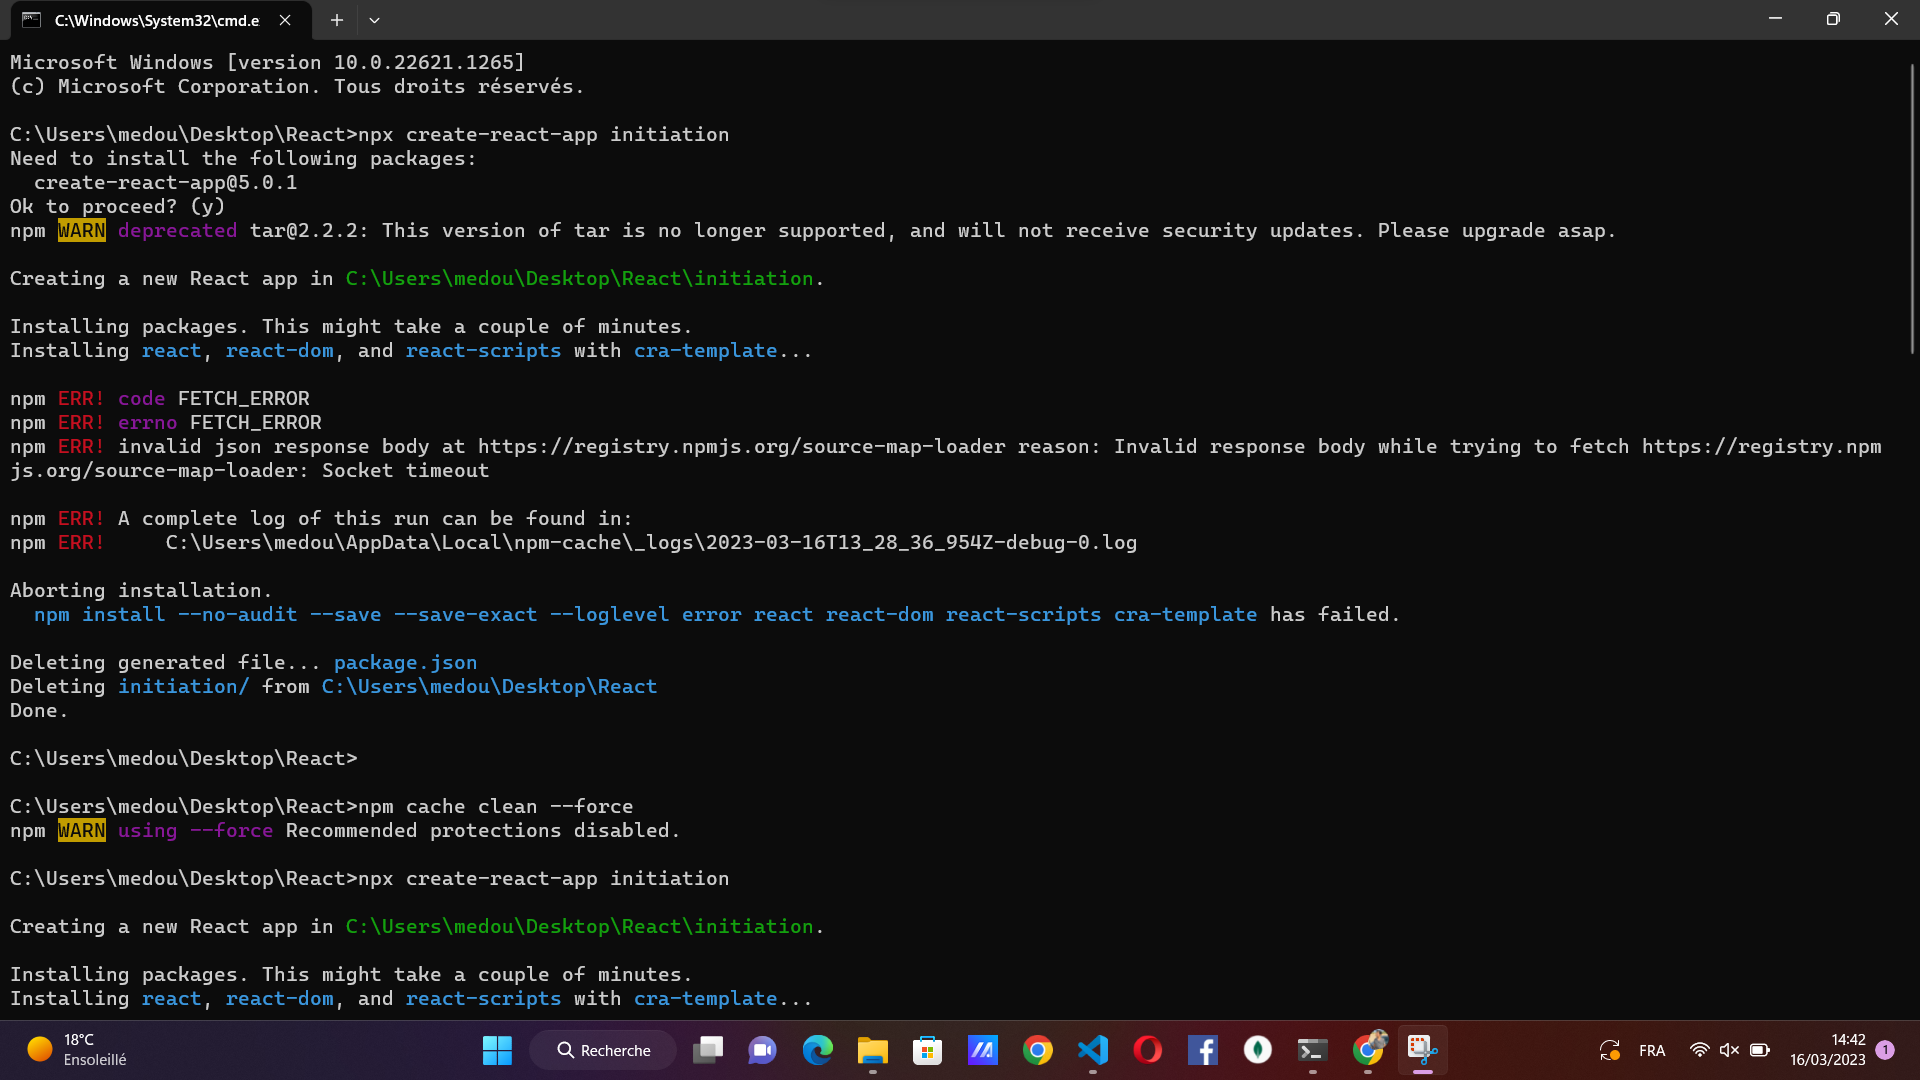 C:\Windows\System32\cmd.e
Microsoft Windows [version 10.0.22621.1265]
(c) Microsoft Corporation. Tous droits réservés.
C:\Users\medou\Desktop\React>npx create-react-app initiation
Need to install the following packages:
  create-react-app@5.0.1
Ok to proceed? (y)
npm WARN deprecated tar@2.2.2: This version of tar is no longer supported, and will not receive security updates. Please upgrade asap.
Creating a new React app in C:\Users\medou\Desktop\React\initiation.
Installing packages. This might take a couple of minutes.
Installing react, react-dom, and react-scripts with cra-template...
npm ERR! code FETCH_ERROR
npm ERR! errno FETCH_ERROR
npm ERR! invalid json response body at https://registry.npmjs.org/source-map-loader reason: Invalid response body while trying to fetch https://registry.npm
js.org/source-map-loader: Socket timeout
npm ERR! A complete log of this run can be found in:
npm ERR!     C:\Users\medou\AppData\Local\npm-cache\_logs\2023-03-16T13_28_36_954Z-debug-0.log
Aborting installation.
  npm install --no-audit --save --save-exact --loglevel error react react-dom react-scripts cra-template has failed.
Deleting generated file... package.json
Deleting initiation/ from C:\Users\medou\Desktop\React
Done.
C:\Users\medou\Desktop\React>
C:\Users\medou\Desktop\React>npm cache clean --force
npm WARN using --force Recommended protections disabled.
C:\Users\medou\Desktop\React>npx create-react-app initiation
Creating a new React app in C:\Users\medou\Desktop\React\initiation.
Installing packages. This might take a couple of minutes.
Installing react, react-dom, and react-scripts with cra-template...
18°C
Ensoleillé
Recherche
FRA
14:42
16/03/2023
1